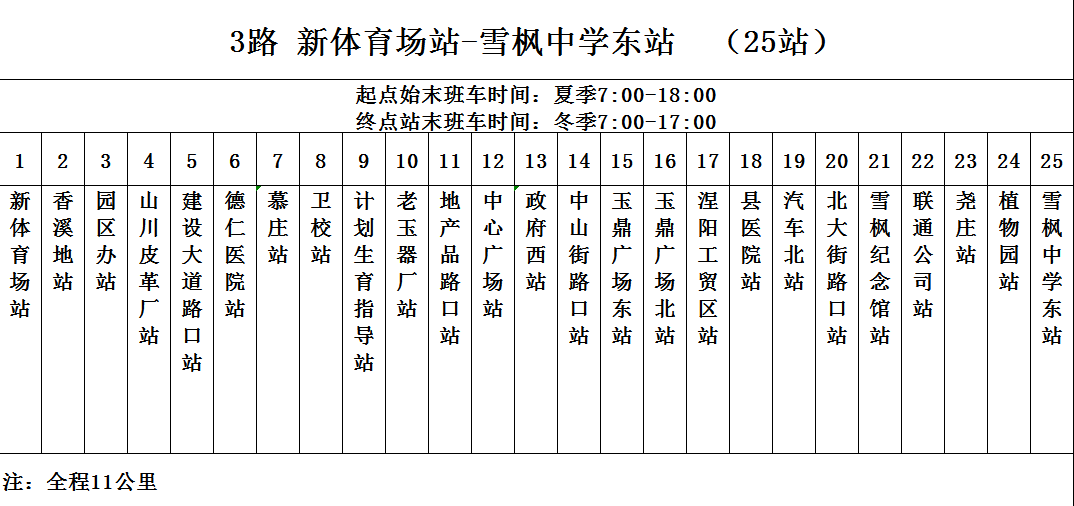 3路 新体育场站-雪枫中学东站 （25站）
起点始末班车时间：夏季7:00-18:00
终点站末班车时间：冬季7:00-17:00
1 2 3 4 5 6 7 8 9 10 11 12 13 14 15 16 17 18 19 20 21 22 23 24 25
新体育场站
香溪地站
园区办站
山川皮革厂站
建设大道路口站
德仁医院站
慕庄站
卫校站
计划生育指导站
老玉器厂站
地产品路口站
中心广场站
政府西站
中山街路口站
玉鼎广场东站
玉鼎广场北站
涅阳工贸区站
县医院站
汽车北站
北大街路口站
雪枫纪念馆站
联通公司站
尧庄站
植物园站
雪枫中学东站
注：全程11公里